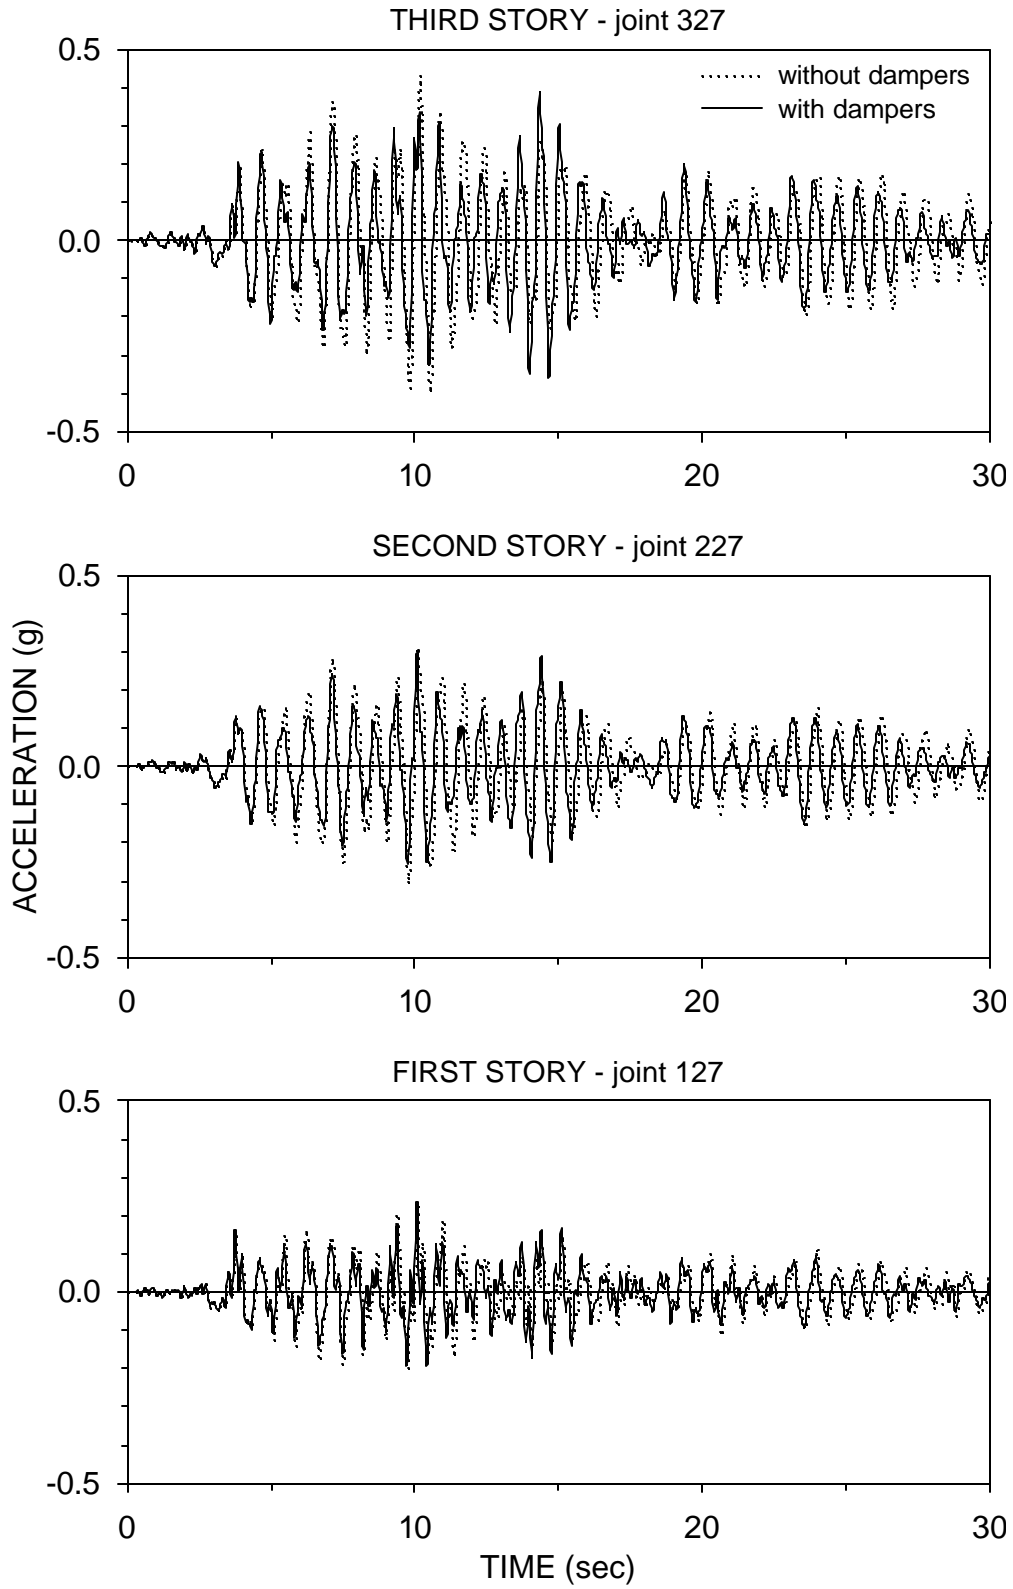 THIRD STORY - joint 327
0.5
without dampers
with dampers
0.0
-0.5
0 10 20 30
SECOND STORY - joint 227
0.5
ACCELERATION (g)
0.0
-0.5
0 10 20 30
FIRST STORY - joint 127
0.5
0.0
-0.5
0 10 20 30
TIME (sec)